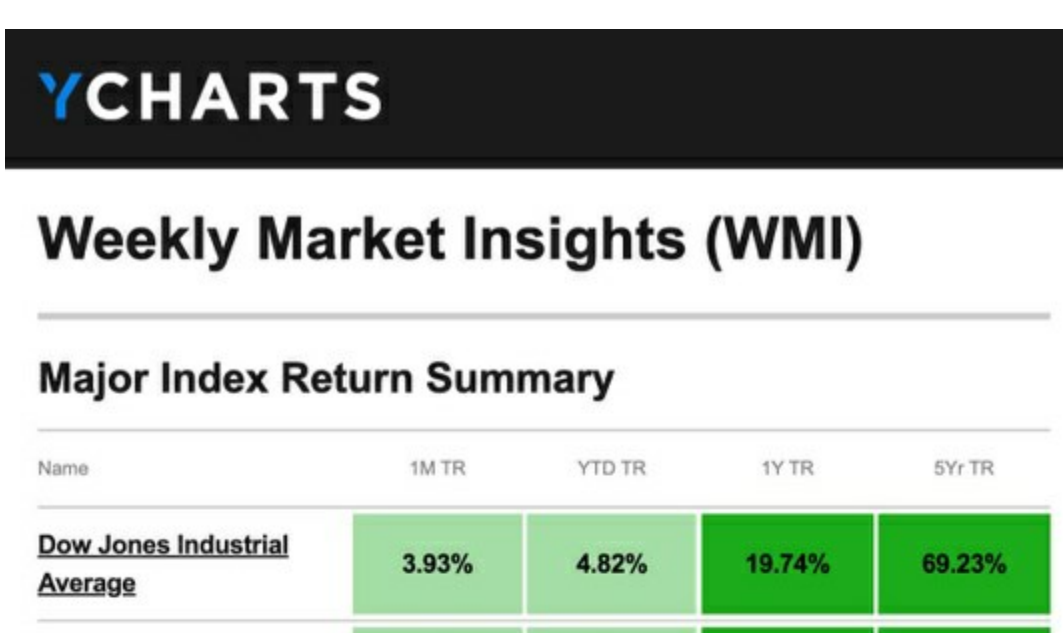 YCHARTS
Weekly Market Insights (WMI)
Major Index Return Summary
Name 1M TR YTD TR 1Y TR 5Yr TR
Dow Jones Industrial
Average 3.93% 4.82% 19.74% 69.23%